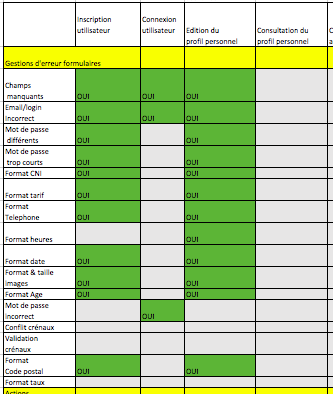 Inscription utilisateur
Connexion utilisateur
Edition du profil personnel
Consultation du profil personnel
Gestions d'erreur formulaires
Champs manquants OUI OUI OUI
Email/login incorrect OUI OUI OUI
Mot de passe différents OUI OUI
Mot de passe trop courts OUI OUI
Format CNI OUI OUI
Format tarif OUI OUI
Format Telephone OUI OUI
Format heures OUI
Format date OUI OUI
Format & taille images OUI OUI
Format Age OUI OUI
Mot de passe incorrect OUI
Conflit crénaux
Validation crénaux
Format Code postal OUI OUI
Format taux
Actions